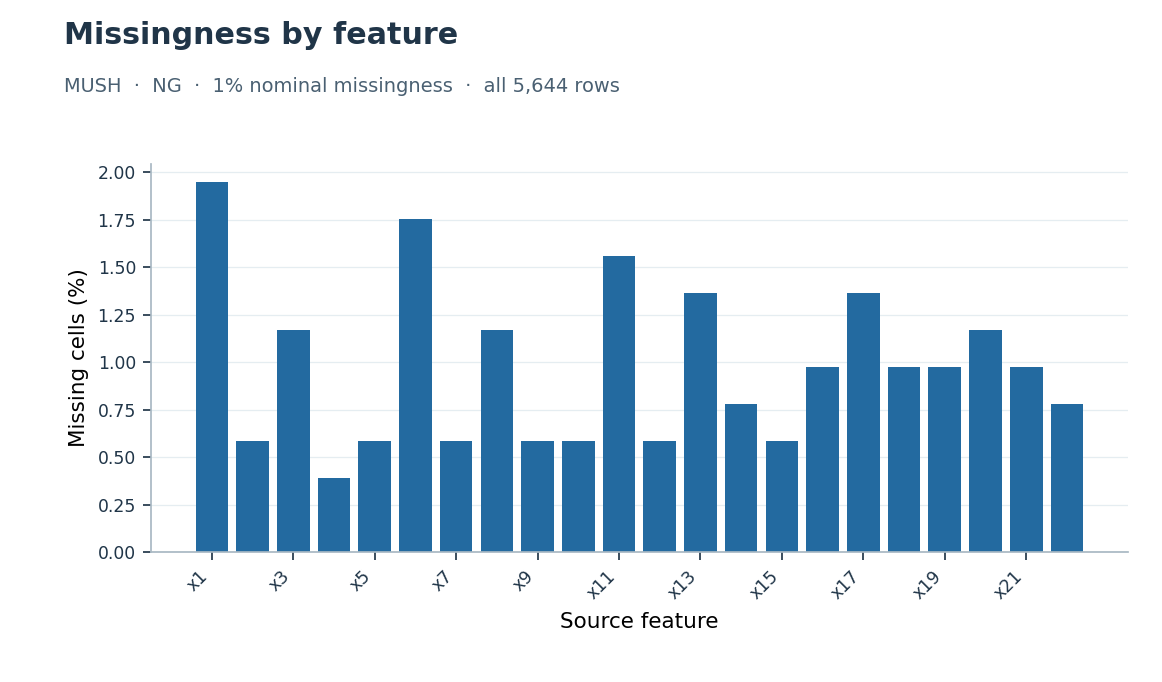 Missingness by feature
MUSH · NG · 1% nominal missingness · all 5,644 rows
2.00
1.75
1.50
1.25
1.00
0.75
0.50
0.25
0.00
Missing cells (%)
x1 x3 x5 x7 x9 x11 x13 x15 x17 x19 x21
Source feature